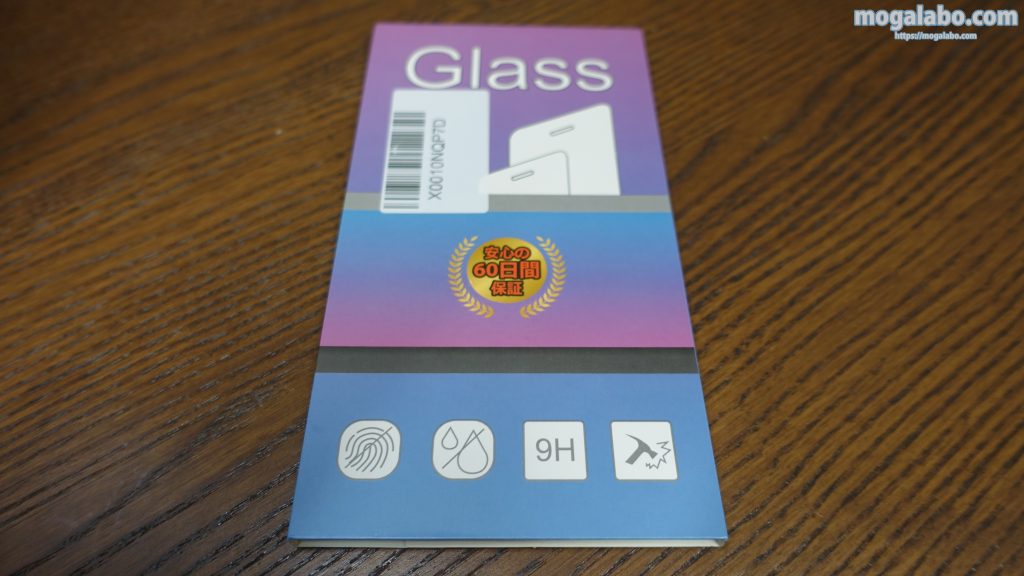 mogalabo.com
https://mogalabo.com
Glass
X0010NQP7D
安心の
60日間
保証
9H